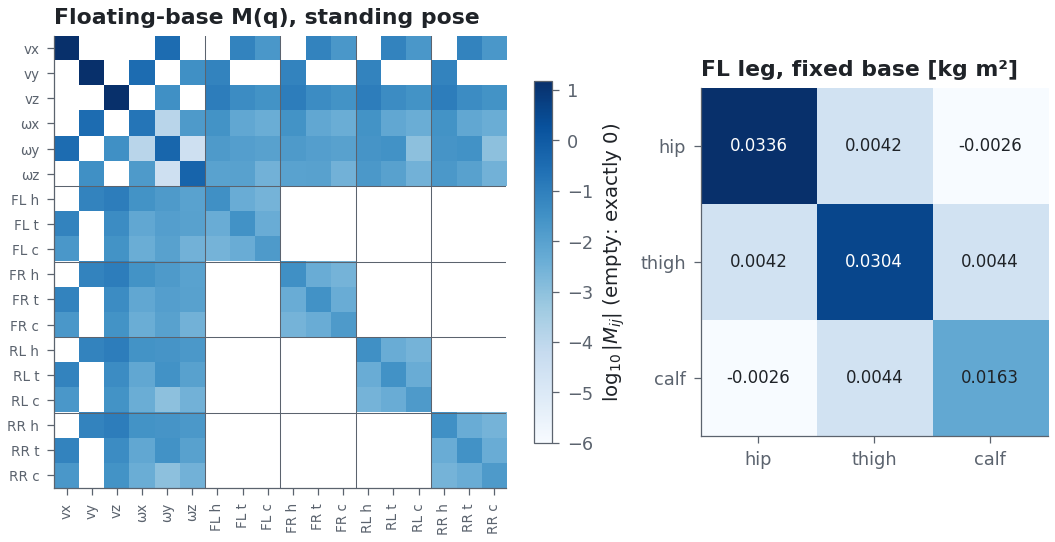 Floating-base M(q), standing pose
vx
vy
vz
ωx
ωy
ωz
FL h
FL t
FL c
FR h
FR t
FR c
RL h
RL t
RL c
RR h
RR t
RR c
vx
vy
vz
ωx
ωy
ωz
FL h
FL t
FL c
FR h
FR t
FR c
RL h
RL t
RL c
RR h
RR t
RR c
1
0
−1
−2
−3
−4
−5
−6
log₁₀ |Mᵢⱼ| (empty: exactly 0)
FL leg, fixed base [kg m²]
hip
0.0336 0.0042 -0.0026
thigh
0.0042 0.0304 0.0044
calf
-0.0026 0.0044 0.0163
hip thigh calf